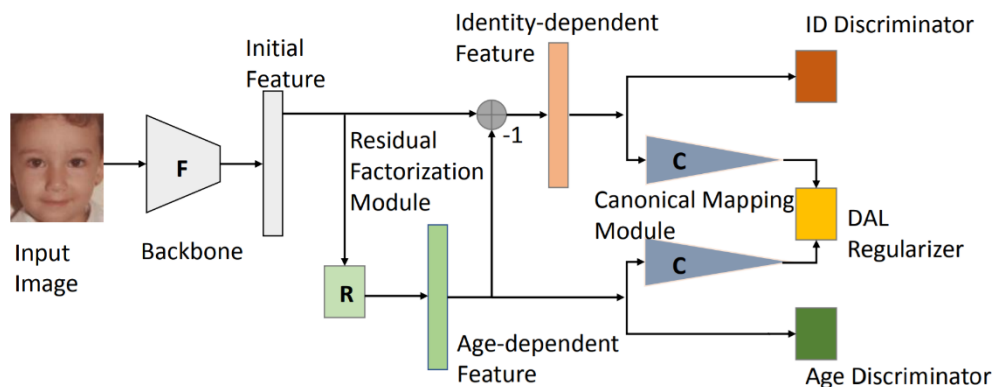 Input
Image
F
Backbone
Initial
Feature
Residual
Factorization
Module
R
Age-dependent
Feature
-1
Identity-dependent
Feature
C
Canonical Mapping
Module
C
ID Discriminator
DAL
Regularizer
Age Discriminator